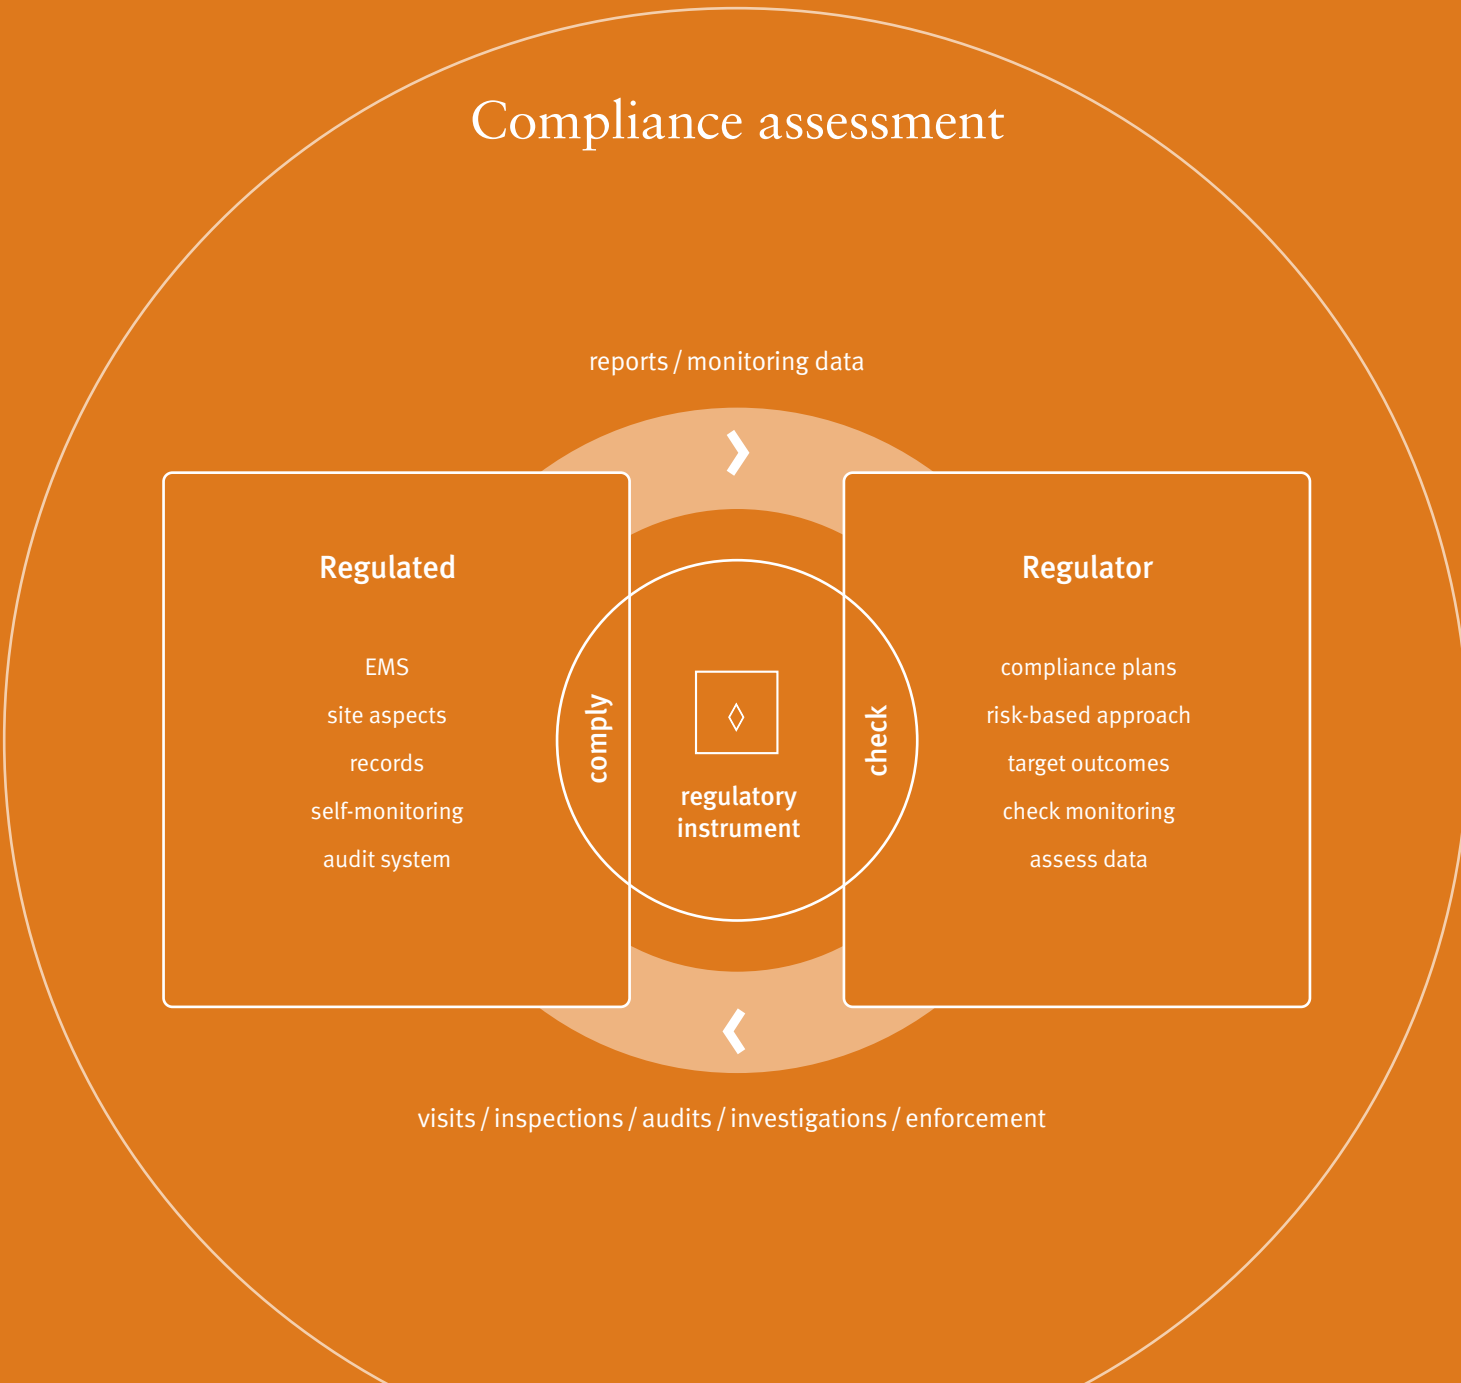 Compliance assessment
reports / monitoring data
Regulated
EMS
site aspects
records
self-monitoring
audit system
comply
regulatory
instrument
check
Regulator
compliance plans
risk-based approach
target outcomes
check monitoring
assess data
visits / inspections / audits / investigations / enforcement